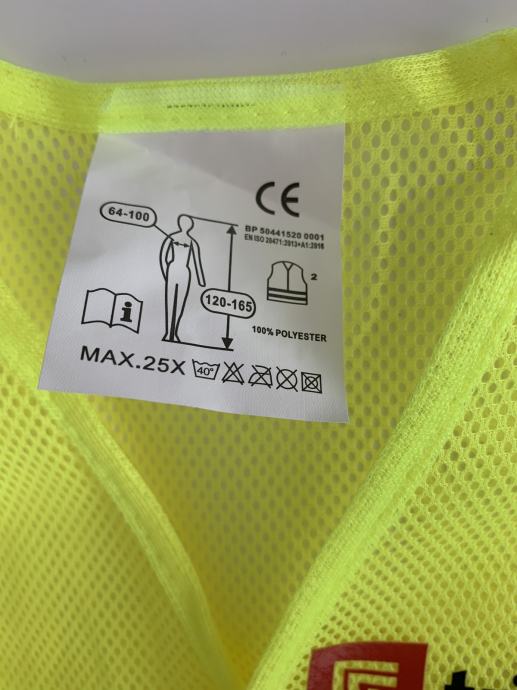 CE
64-100
BP 50441520 0001
EN ISO 20471:2013+A1:2016
2
120-165
i
100% POLYESTER
MAX.25X
40°